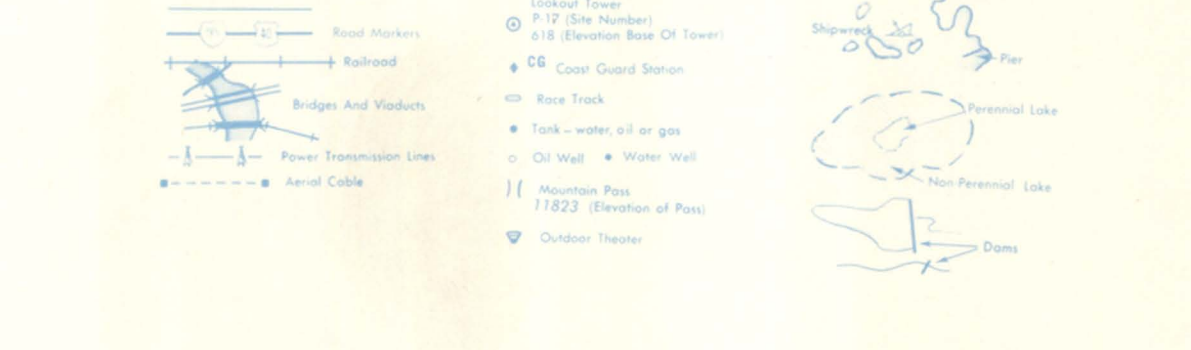 Road Markers
Railroad
Bridges And Viaducts
Power Transmission Lines
Aerial Cable
Lookout Tower
P-17 (Site Number)
618 (Elevation Base Of Tower)
CG Coast Guard Station
Race Track
Tank – water, oil or gas
Oil Well Water Well
Mountain Pass
11823 (Elevation of Pass)
Outdoor Theater
Shipwreck
Pier
Perennial Lake
Non-Perennial Lake
Dams